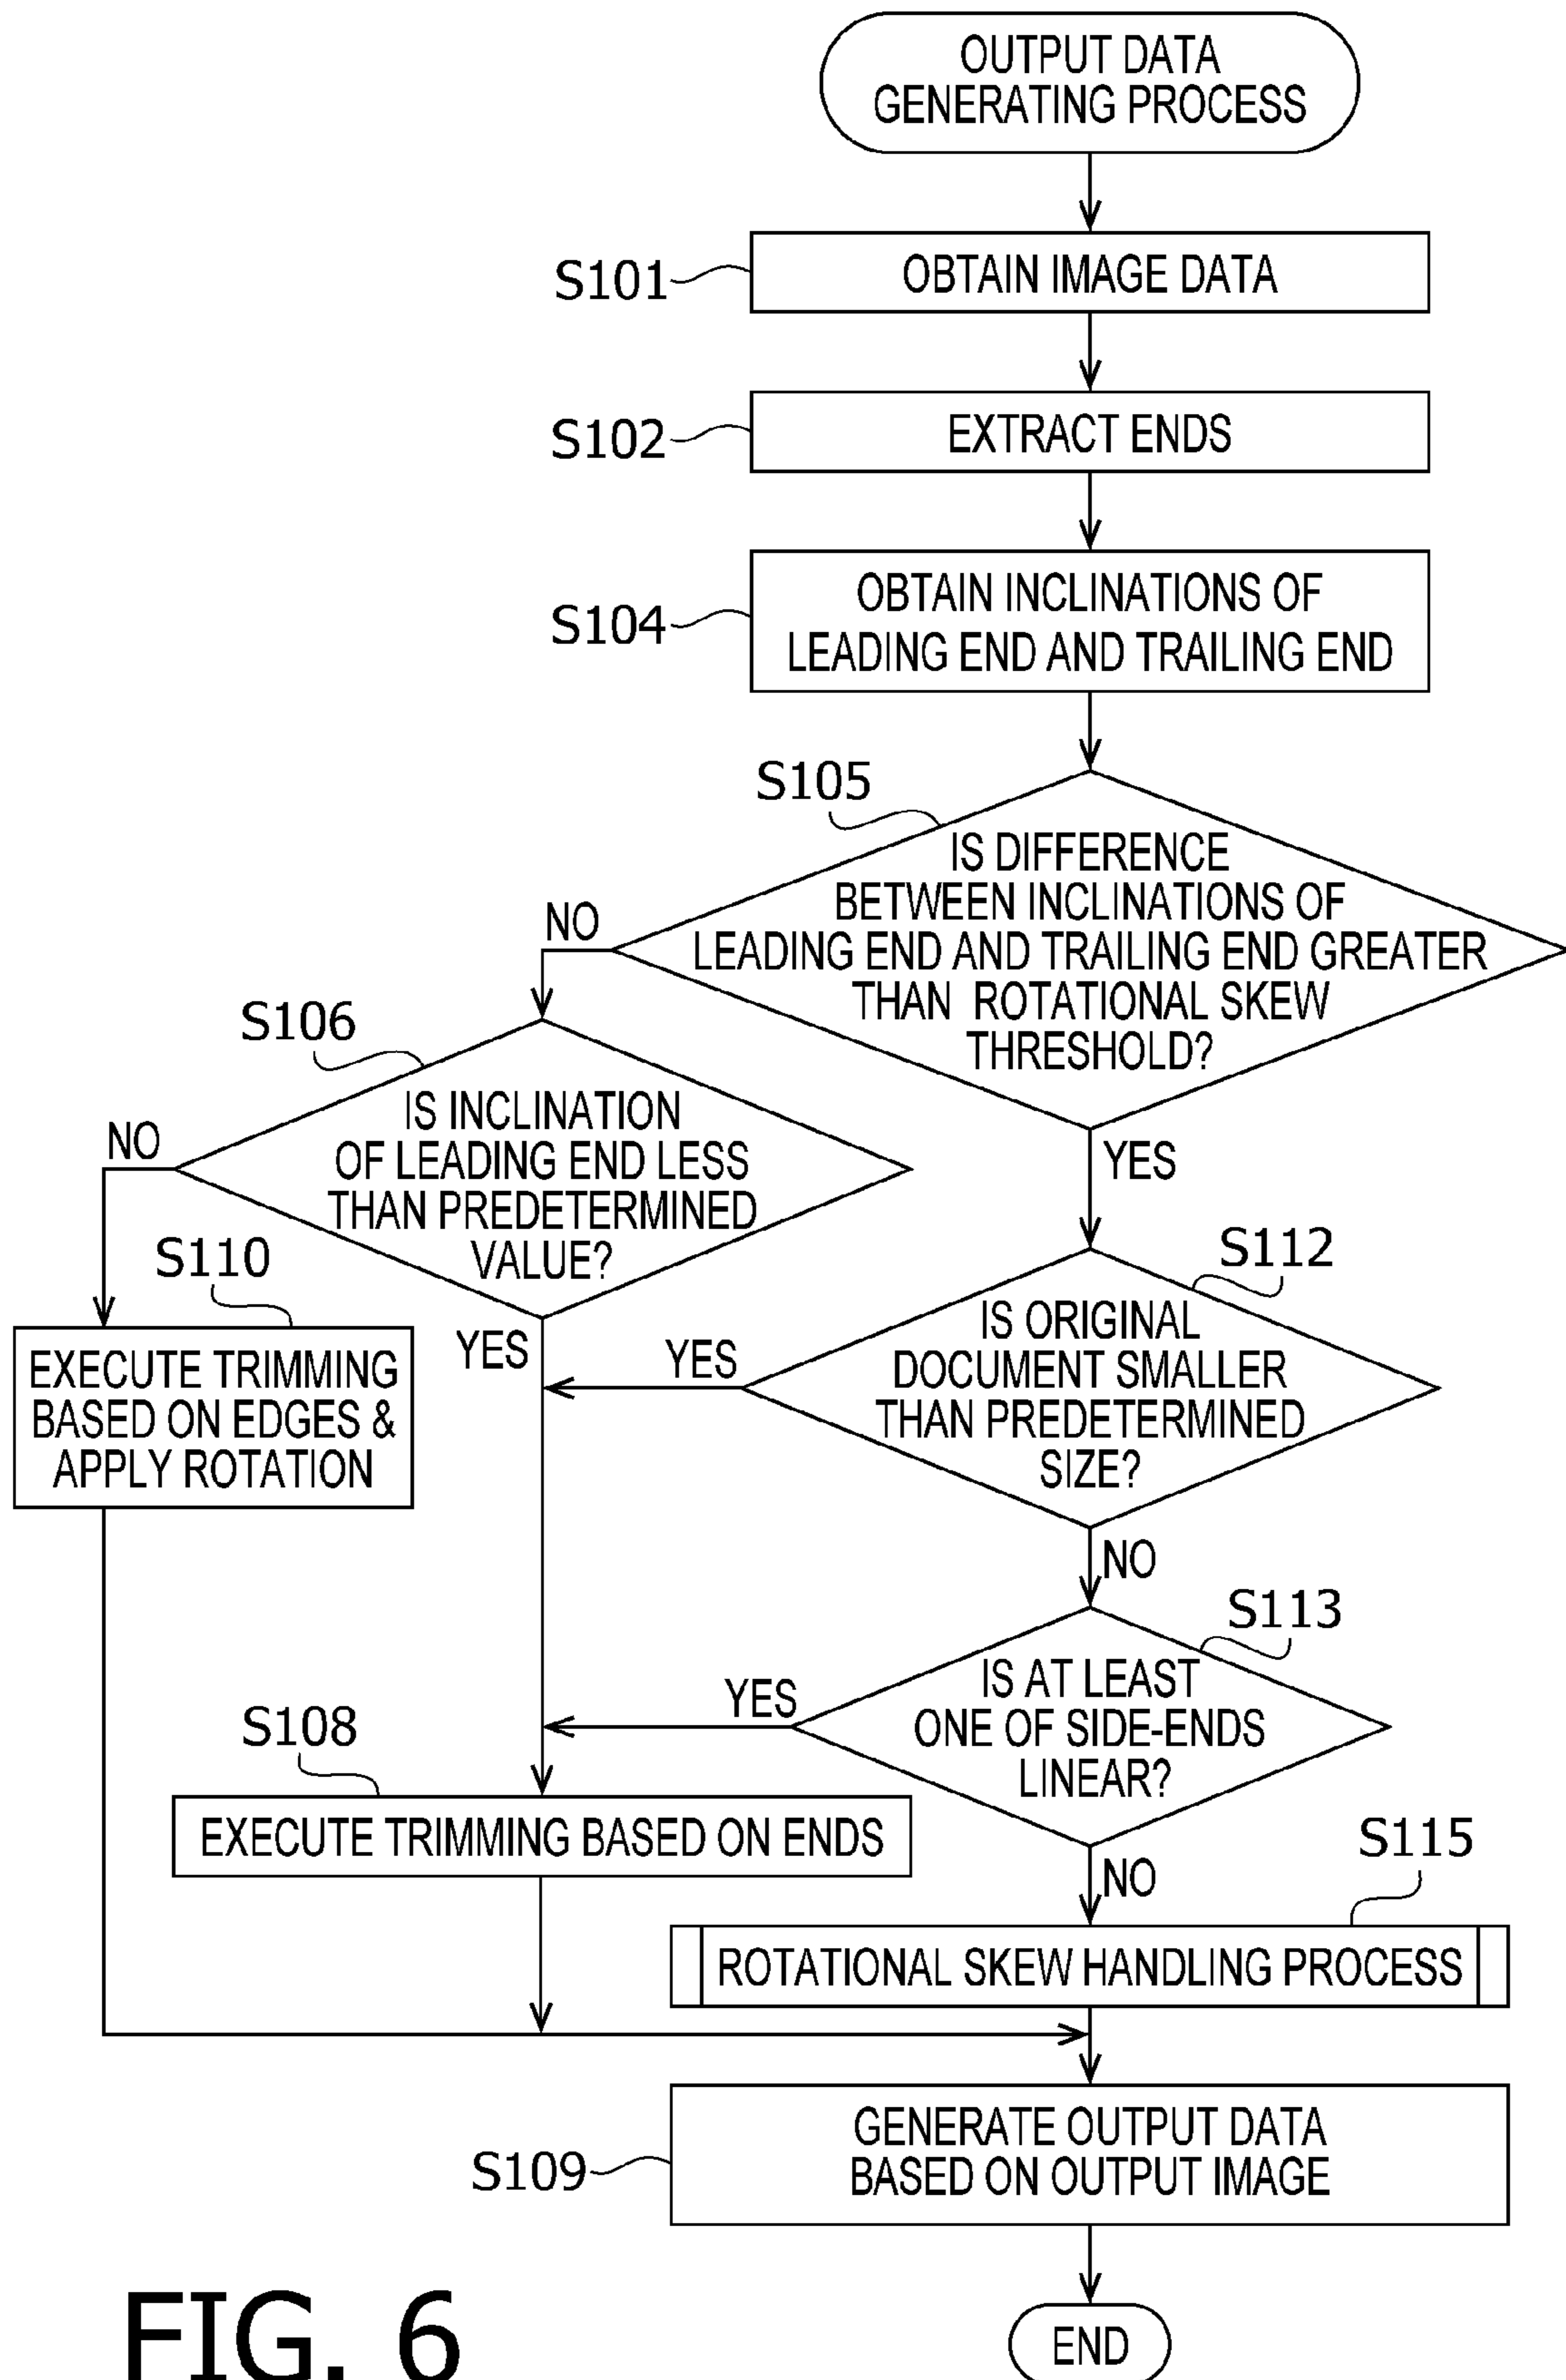 OUTPUT DATA
GENERATING PROCESS
S101
OBTAIN IMAGE DATA
S102
EXTRACT ENDS
S104
OBTAIN INCLINATIONS OF
LEADING END AND TRAILING END
S105
IS DIFFERENCE
BETWEEN INCLINATIONS OF
LEADING END AND TRAILING END GREATER
THAN ROTATIONAL SKEW
THRESHOLD?
NO
YES
S106
IS INCLINATION
OF LEADING END LESS
THAN PREDETERMINED
VALUE?
NO
YES
S110
EXECUTE TRIMMING
BASED ON EDGES &
APPLY ROTATION
S112
IS ORIGINAL
DOCUMENT SMALLER
THAN PREDETERMINED
SIZE?
YES
NO
S113
IS AT LEAST
ONE OF SIDE-ENDS
LINEAR?
YES
NO
S108
EXECUTE TRIMMING BASED ON ENDS
S115
ROTATIONAL SKEW HANDLING PROCESS
S109
GENERATE OUTPUT DATA
BASED ON OUTPUT IMAGE
END
FIG. 6